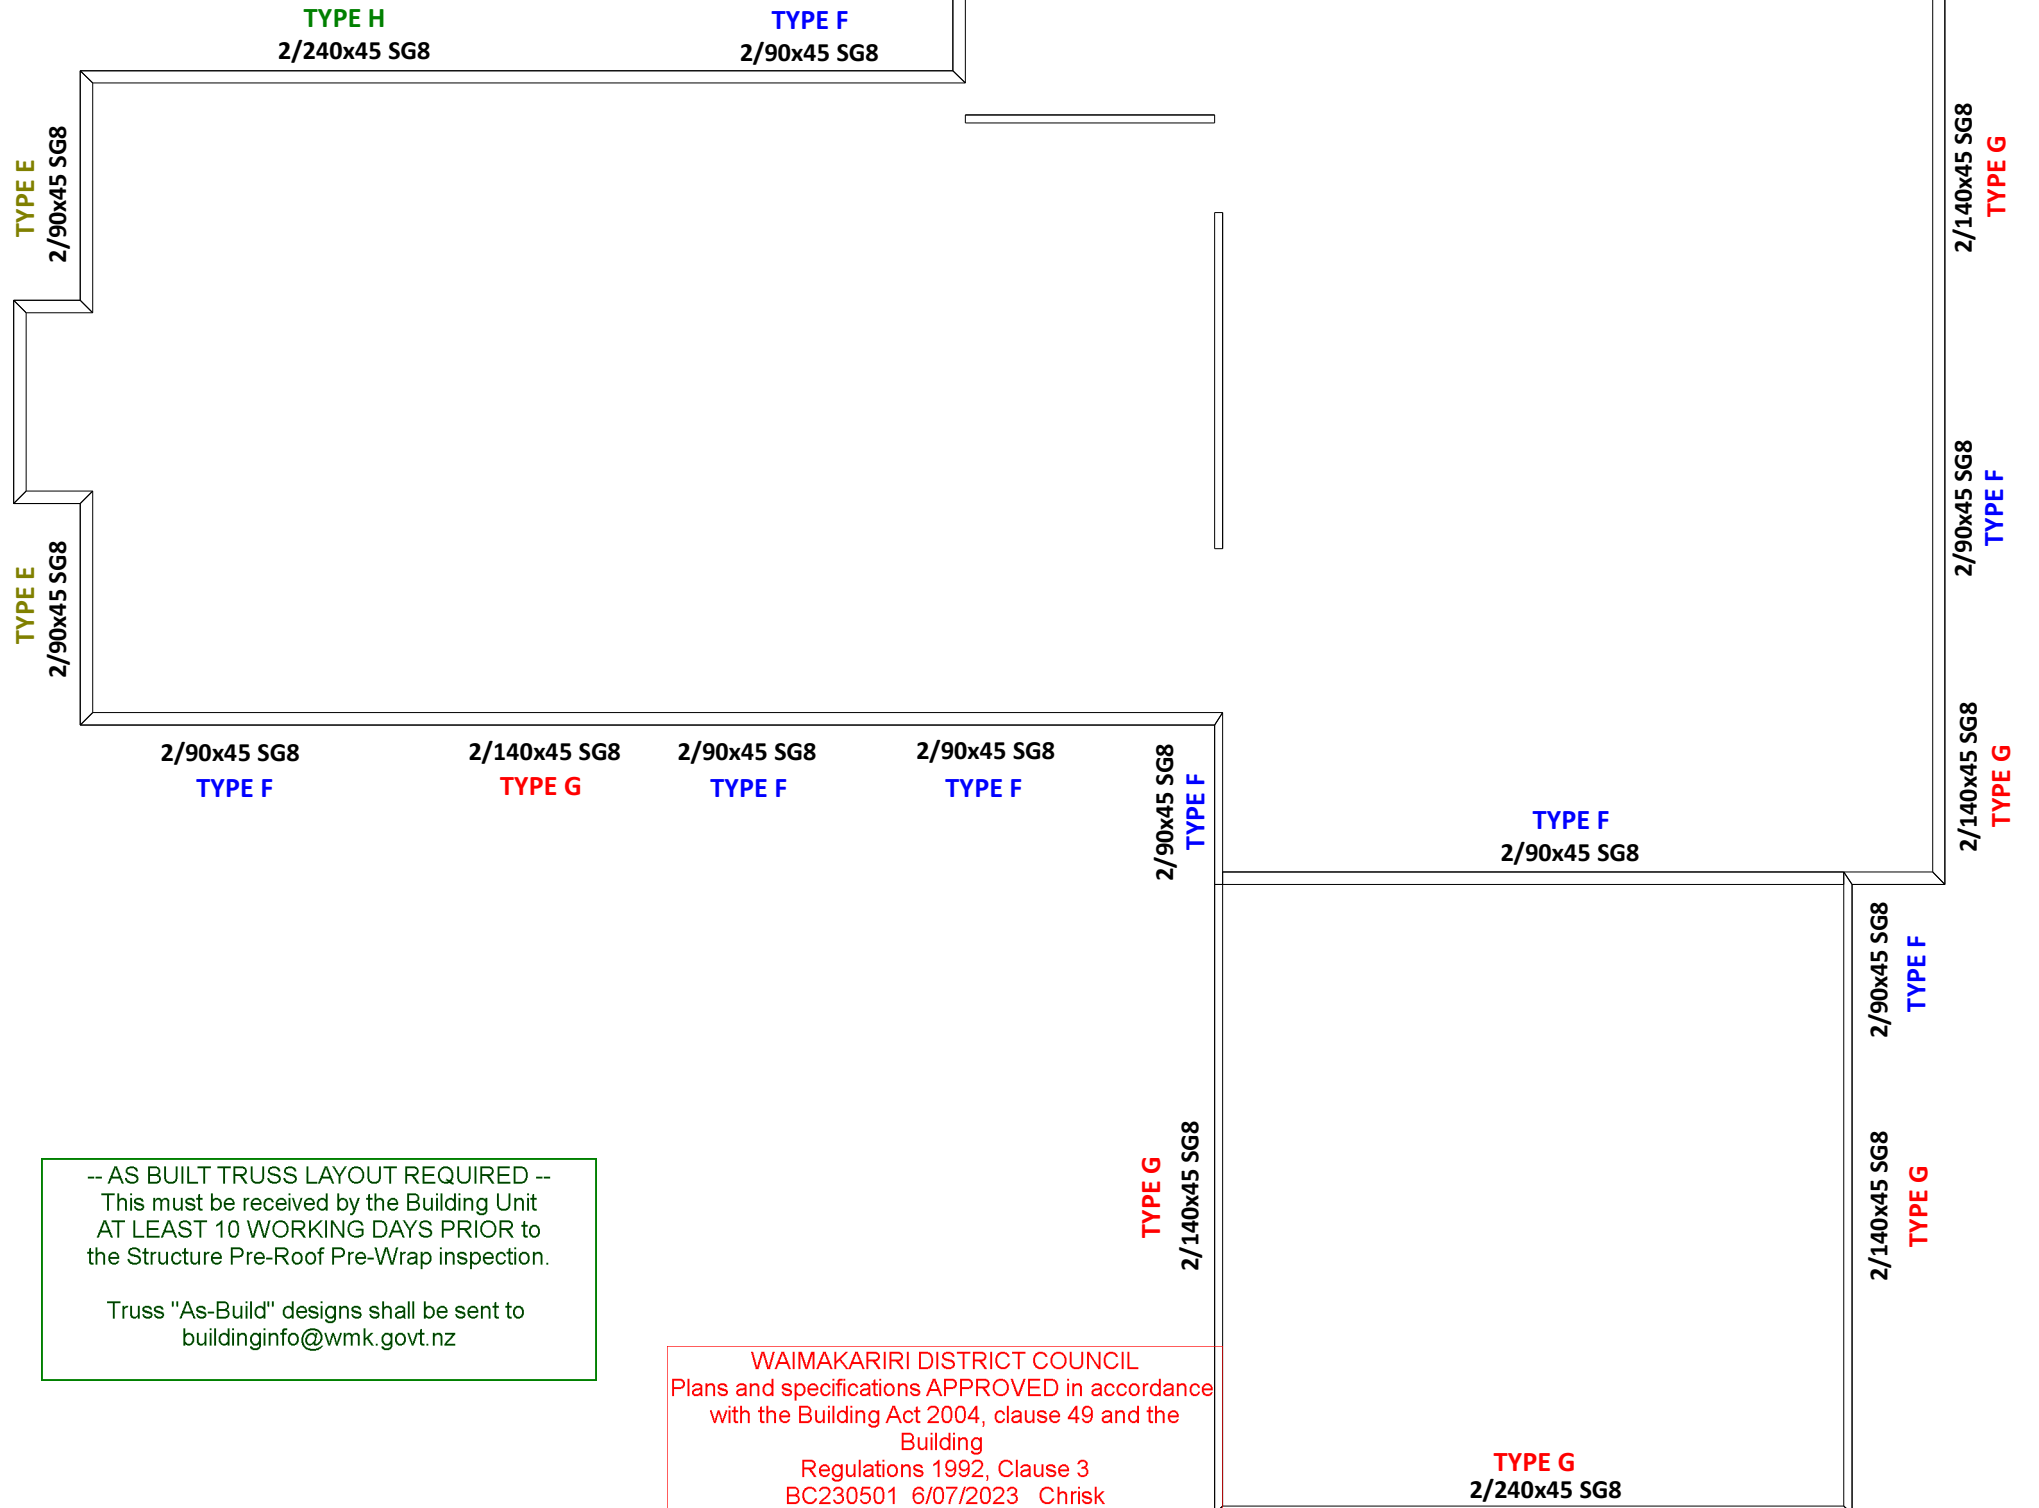 TYPE H
2/240x45 SG8
TYPE F
2/90x45 SG8
TYPE E
2/90x45 SG8
2/140x45 SG8
TYPE G
2/90x45 SG8
TYPE F
TYPE E
2/90x45 SG8
2/90x45 SG8
TYPE F
2/140x45 SG8
TYPE G
2/90x45 SG8
TYPE F
2/90x45 SG8
TYPE F
2/90x45 SG8
TYPE F
2/140x45 SG8
TYPE G
TYPE F
2/90x45 SG8
2/90x45 SG8
TYPE F
TYPE G
2/140x45 SG8
2/140x45 SG8
TYPE G
-- AS BUILT TRUSS LAYOUT REQUIRED --
This must be received by the Building Unit
AT LEAST 10 WORKING DAYS PRIOR to
the Structure Pre-Roof Pre-Wrap inspection.
Truss "As-Build" designs shall be sent to
buildinginfo@wmk.govt.nz
WAIMAKARIRI DISTRICT COUNCIL
Plans and specifications APPROVED in accordance
with the Building Act 2004, clause 49 and the
Building
Regulations 1992, Clause 3
BC230501 6/07/2023 Chrisk
TYPE G
2/240x45 SG8